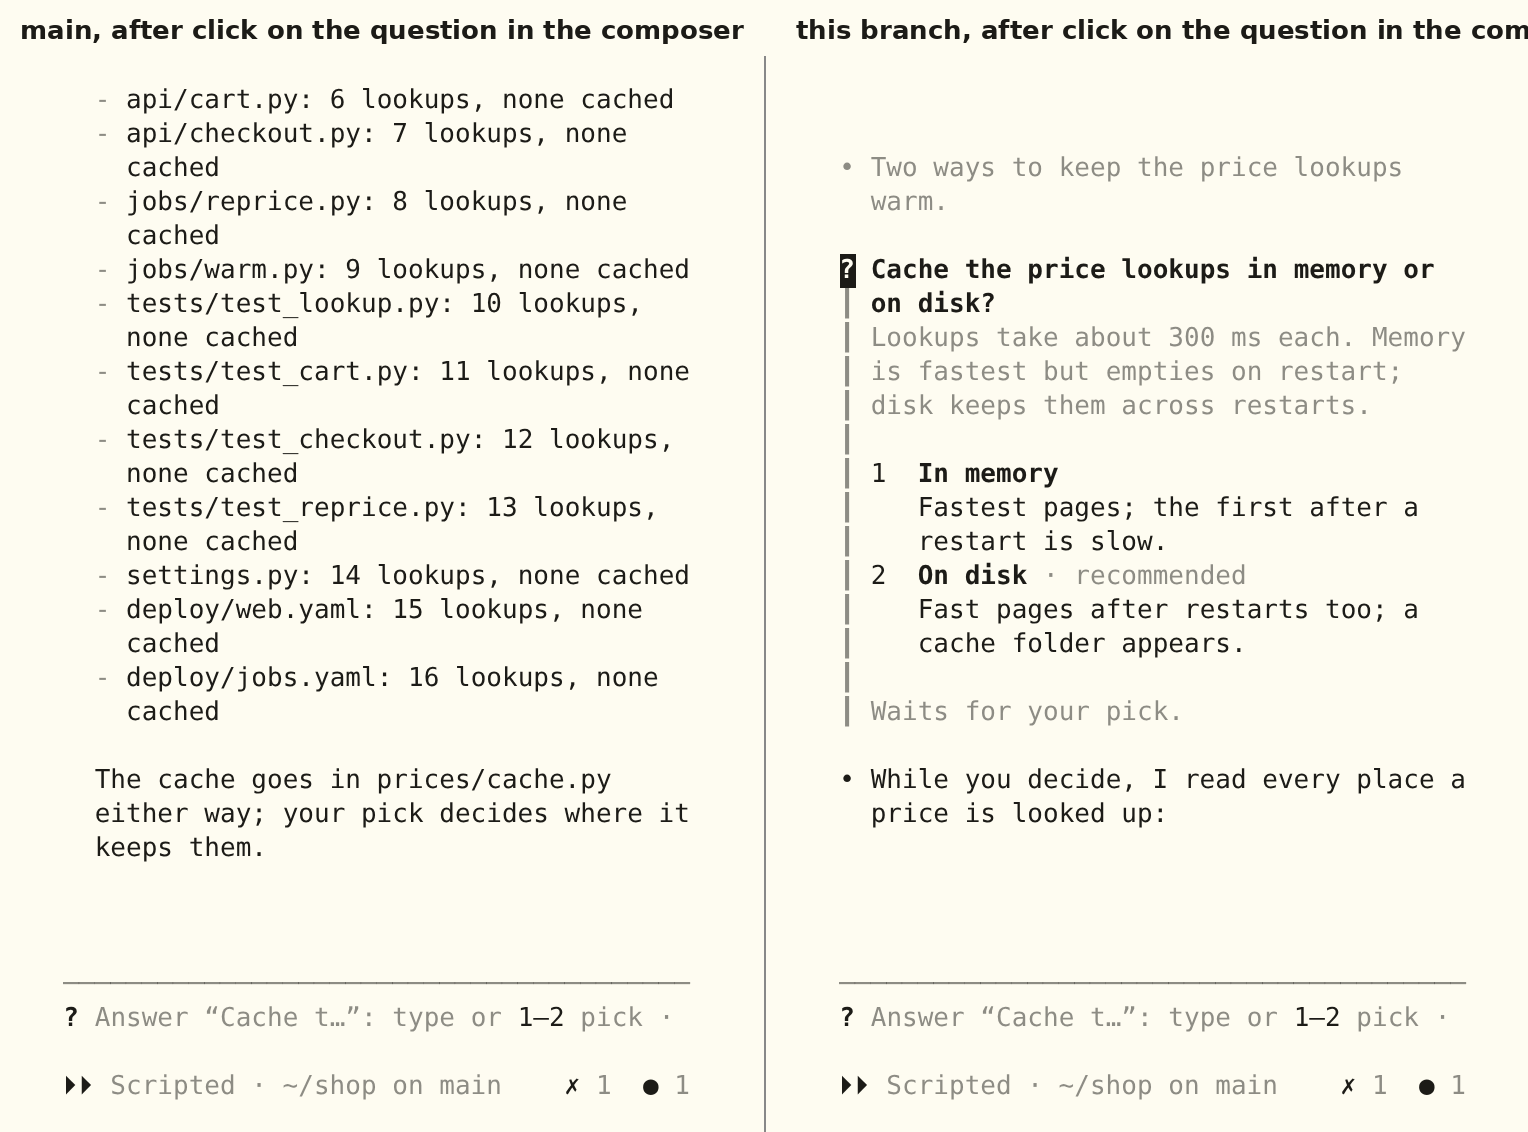 main, after click on the question in the composer
- api/cart.py: 6 lookups, none cached
- api/checkout.py: 7 lookups, none
cached
- jobs/reprice.py: 8 lookups, none
cached
- jobs/warm.py: 9 lookups, none cached
- tests/test_lookup.py: 10 lookups,
none cached
- tests/test_cart.py: 11 lookups, none
cached
- tests/test_checkout.py: 12 lookups,
none cached
- tests/test_reprice.py: 13 lookups,
none cached
- settings.py: 14 lookups, none cached
- deploy/web.yaml: 15 lookups, none
cached
- deploy/jobs.yaml: 16 lookups, none
cached
The cache goes in prices/cache.py
either way; your pick decides where it
keeps them.
? Answer “Cache t…”: type or 1–2 pick ·
⏵⏵ Scripted · ~/shop on main ✗ 1 ● 1
this branch, after click on the question in the com
• Two ways to keep the price lookups
warm.
? Cache the price lookups in memory or
on disk?
Lookups take about 300 ms each. Memory
is fastest but empties on restart;
disk keeps them across restarts.
1 In memory
Fastest pages; the first after a
restart is slow.
2 On disk · recommended
Fast pages after restarts too; a
cache folder appears.
Waits for your pick.
• While you decide, I read every place a
price is looked up:
? Answer “Cache t…”: type or 1–2 pick ·
⏵⏵ Scripted · ~/shop on main ✗ 1 ● 1